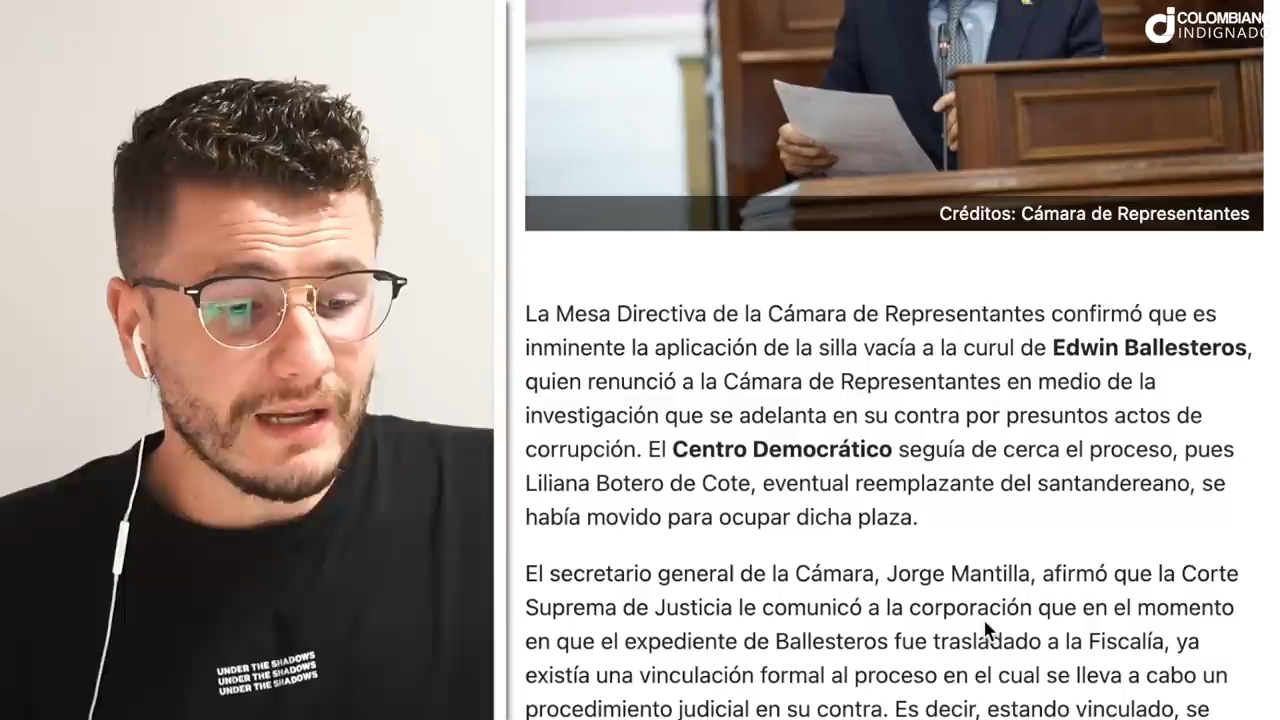 COLOMBIANO
INDIGNADO
Créditos: Cámara de Representantes
La Mesa Directiva de la Cámara de Representantes confirmó que es
inminente la aplicación de la silla vacía a la curul de Edwin Ballesteros,
quien renunció a la Cámara de Representantes en medio de la
investigación que se adelanta en su contra por presuntos actos de
corrupción. El Centro Democrático seguía de cerca el proceso, pues
Liliana Botero de Cote, eventual reemplazante del santandereano, se
había movido para ocupar dicha plaza.
El secretario general de la Cámara, Jorge Mantilla, afirmó que la Corte
Suprema de Justicia le comunicó a la corporación que en el momento
en que el expediente de Ballesteros fue trasladado a la Fiscalía, ya
existía una vinculación formal al proceso en el cual se lleva a cabo un
procedimiento judicial en su contra. Es decir, estando vinculado, se
UNDER THE SHADOWS
UNDER THE SHADOWS
UNDER THE SHADOWS